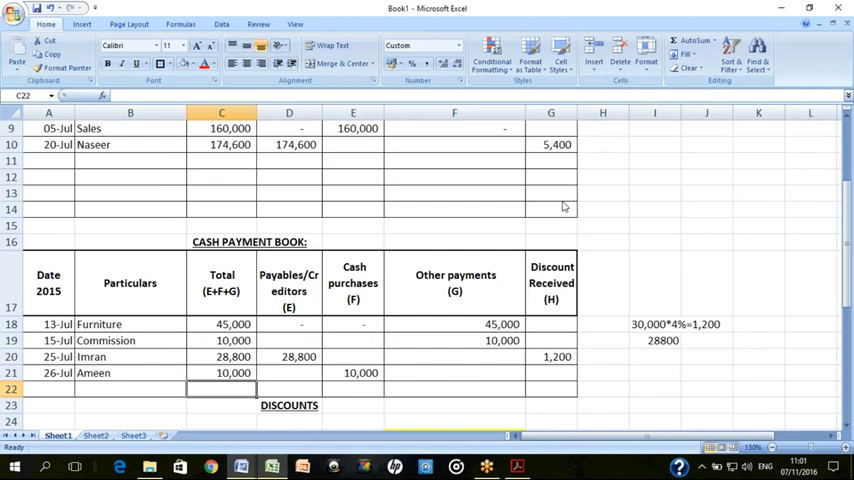 Book1 - Microsoft Excel
Home Insert Page Layout Formulas Data Review View
Cut
Copy
Format Painter
Paste
Clipboard
Calibri 11
B I U
Font
Wrap Text
Merge & Center
Alignment
Custom
Number
Conditional Formatting Format as Table Cell Styles
Styles
Insert Delete Format
Cells
AutoSum
Fill
Clear
Sort & Filter Find & Select
Editing
C22 fx
A B C D E F G H I J K L
9 05-Jul Sales 160,000 - 160,000 -
10 20-Jul Naseer 174,600 174,600 5,400
11
12
13
14
15
16 CASH PAYMENT BOOK:
17 Date 2015 Particulars Total (E+F+G) Payables/Creditors (E) Cash purchases (F) Other payments (G) Discount Received (H)
18 13-Jul Furniture 45,000 - - 45,000 30,000*4%=1,200
19 15-Jul Commission 10,000 10,000 28800
20 25-Jul Imran 28,800 28,800 1,200
21 26-Jul Ameen 10,000 10,000
22
23 DISCOUNTS
24
Sheet1 Sheet2 Sheet3
Ready 130%
ENG 11:01
07/11/2016